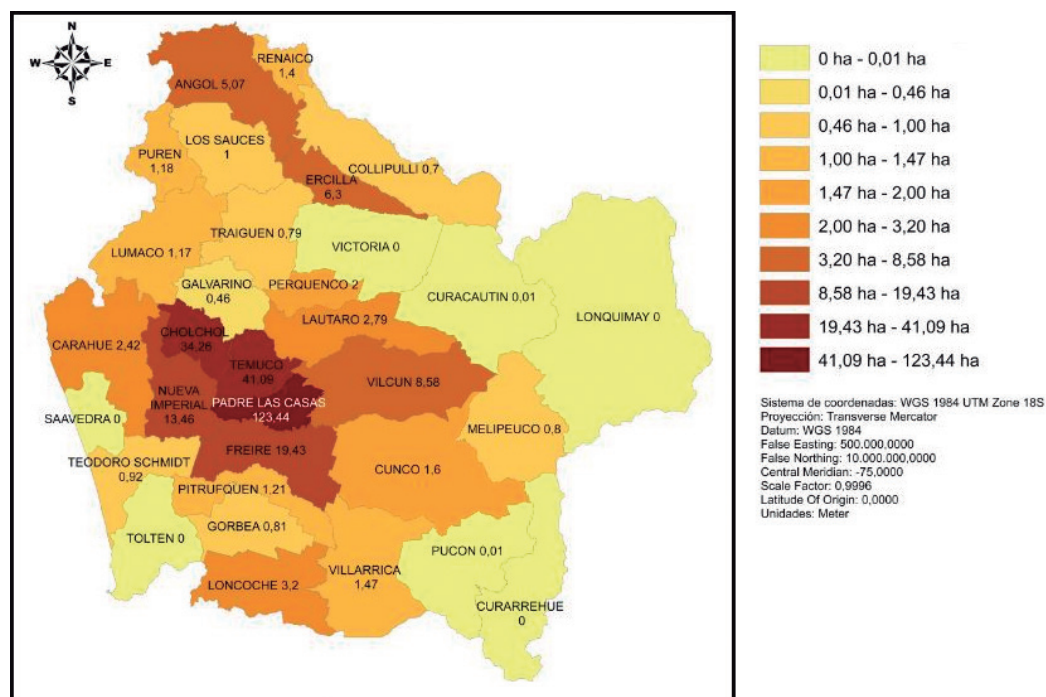 N
W E
S
RENAICO
1,4
ANGOL 5,07
LOS SAUCES
1
PUREN
1,18
COLLIPULLI 0,7
ERCILLA
6,3
TRAIGUEN 0,79
VICTORIA 0
LUMACO 1,17
GALVARINO
0,46
PERQUENCO 2
CURACAUTIN 0,01
LONQUIMAY 0
LAUTARO 2,79
CHOLCHOL
34,26
CARAHUE 2,42
TEMUCO
41,09
VILCUN 8,58
NUEVA
IMPERIAL
13,46
PADRE LAS CASAS
123,44
SAAVEDRA 0
MELIPEUCO 0,8
FREIRE 19,43
TEODORO SCHMIDT
0,92
CUNCO 1,6
PITRUFQUEN 1,21
GORBEA 0,81
TOLTEN 0
PUCON 0,01
VILLARRICA
1,47
LONCOCHE 3,2
CURARREHUE
0
0 ha - 0,01 ha
0,01 ha - 0,46 ha
0,46 ha - 1,00 ha
1,00 ha - 1,47 ha
1,47 ha - 2,00 ha
2,00 ha - 3,20 ha
3,20 ha - 8,58 ha
8,58 ha - 19,43 ha
19,43 ha - 41,09 ha
41,09 ha - 123,44 ha
Sistema de coordenadas: WGS 1984 UTM Zone 18S
Proyección: Transverse Mercator
Datum: WGS 1984
False Easting: 500.000,0000
False Northing: 10.000.000,0000
Central Meridian: -75,0000
Scale Factor: 0,9996
Latitude Of Origin: 0,0000
Unidades: Meter